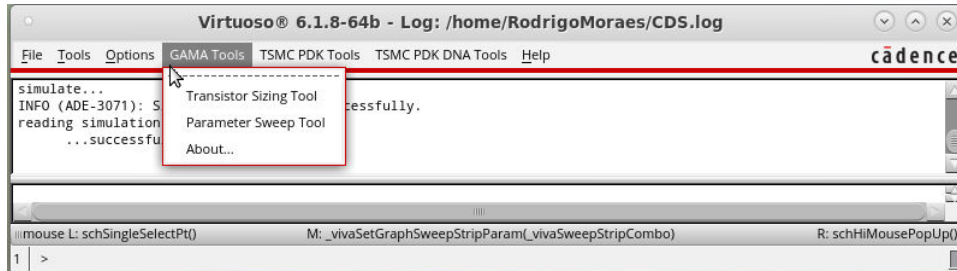 Virtuoso® 6.1.8-64b - Log: /home/RodrigoMoraes/CDS.log
File Tools Options GAMA Tools TSMC PDK Tools TSMC PDK DNA Tools Help cādence
simulate...
INFO (ADE-3071): S cessfully.
reading simulation
...successfu
Transistor Sizing Tool
Parameter Sweep Tool
About...
mouse L: schSingleSelectPt() M: _vivaSetGraphSweepStripParam(_vivaSweepStripCombo) R: schHiMousePopUp()
1 >